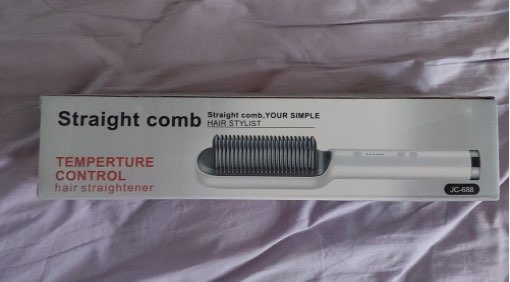 Straight comb
Straight comb,YOUR SIMPLE
HAIR STYLIST
TEMPERTURE
CONTROL
hair straightener
JC-688